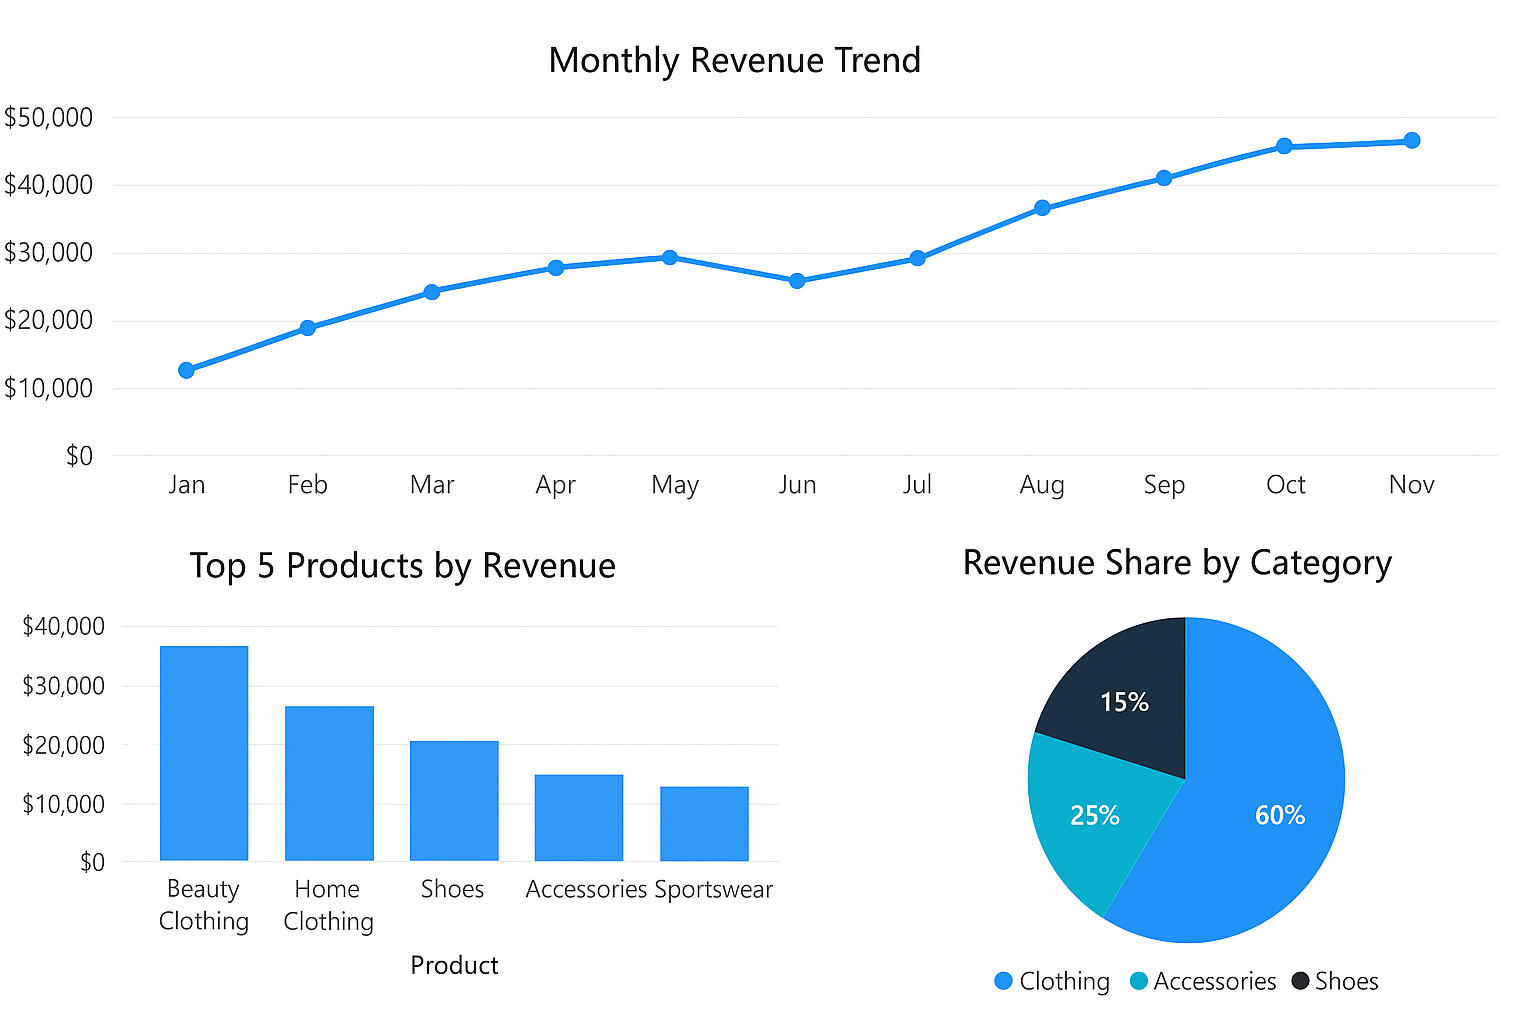 Monthly Revenue Trend
$50,000
$40,000
$30,000
$20,000
$10,000
$0
Jan Feb Mar Apr May Jun Jul Aug Sep Oct Nov
Top 5 Products by Revenue
$40,000
$30,000
$20,000
$10,000
$0
Beauty Clothing
Home Clothing
Shoes
Accessories
Sportswear
Product
Revenue Share by Category
15%
25%
60%
Clothing Accessories Shoes